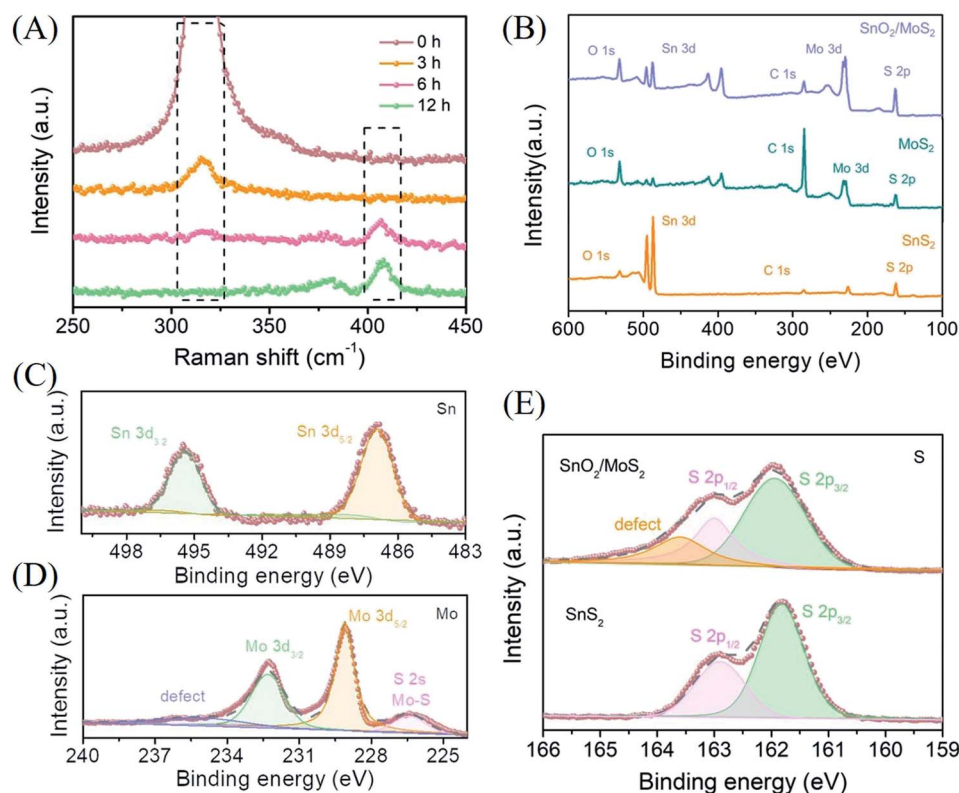 (A)
0 h
3 h
6 h
12 h
Intensity (a.u.)
250 300 350 400 450
Raman shift (cm⁻¹)
(B)
SnO₂/MoS₂
O 1s
Sn 3d
C 1s
Mo 3d
S 2p
MoS₂
O 1s
C 1s
Mo 3d
S 2p
Sn 3d
SnS₂
O 1s
C 1s
S 2p
Intensity(a.u.)
600 500 400 300 200 100
Binding energy (eV)
(C)
Sn
Sn 3d₃₋₂
Sn 3d₅₋₂
Intensity (a.u.)
498 495 492 489 486 483
Binding energy (eV)
(D)
Mo
Mo 3d₅₋₂
Mo 3d₃₋₂
S 2s
Mo-S
defect
Intensity (a.u.)
240 237 234 231 228 225
Binding energy (eV)
(E)
S
SnO₂/MoS₂
S 2p₁/₂
S 2p₃/₂
defect
SnS₂
S 2p₁/₂
S 2p₃/₂
Intensity (a.u.)
166 165 164 163 162 161 160 159
Binding energy (eV)